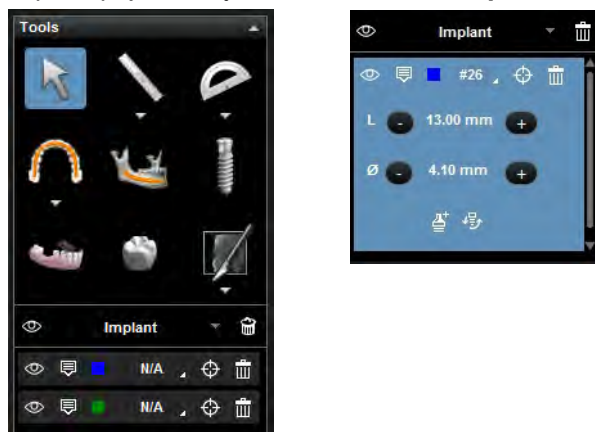 Tools
Implant
N/A
N/A
Implant
#26
L - 13.00 mm +
Ø - 4.10 mm +